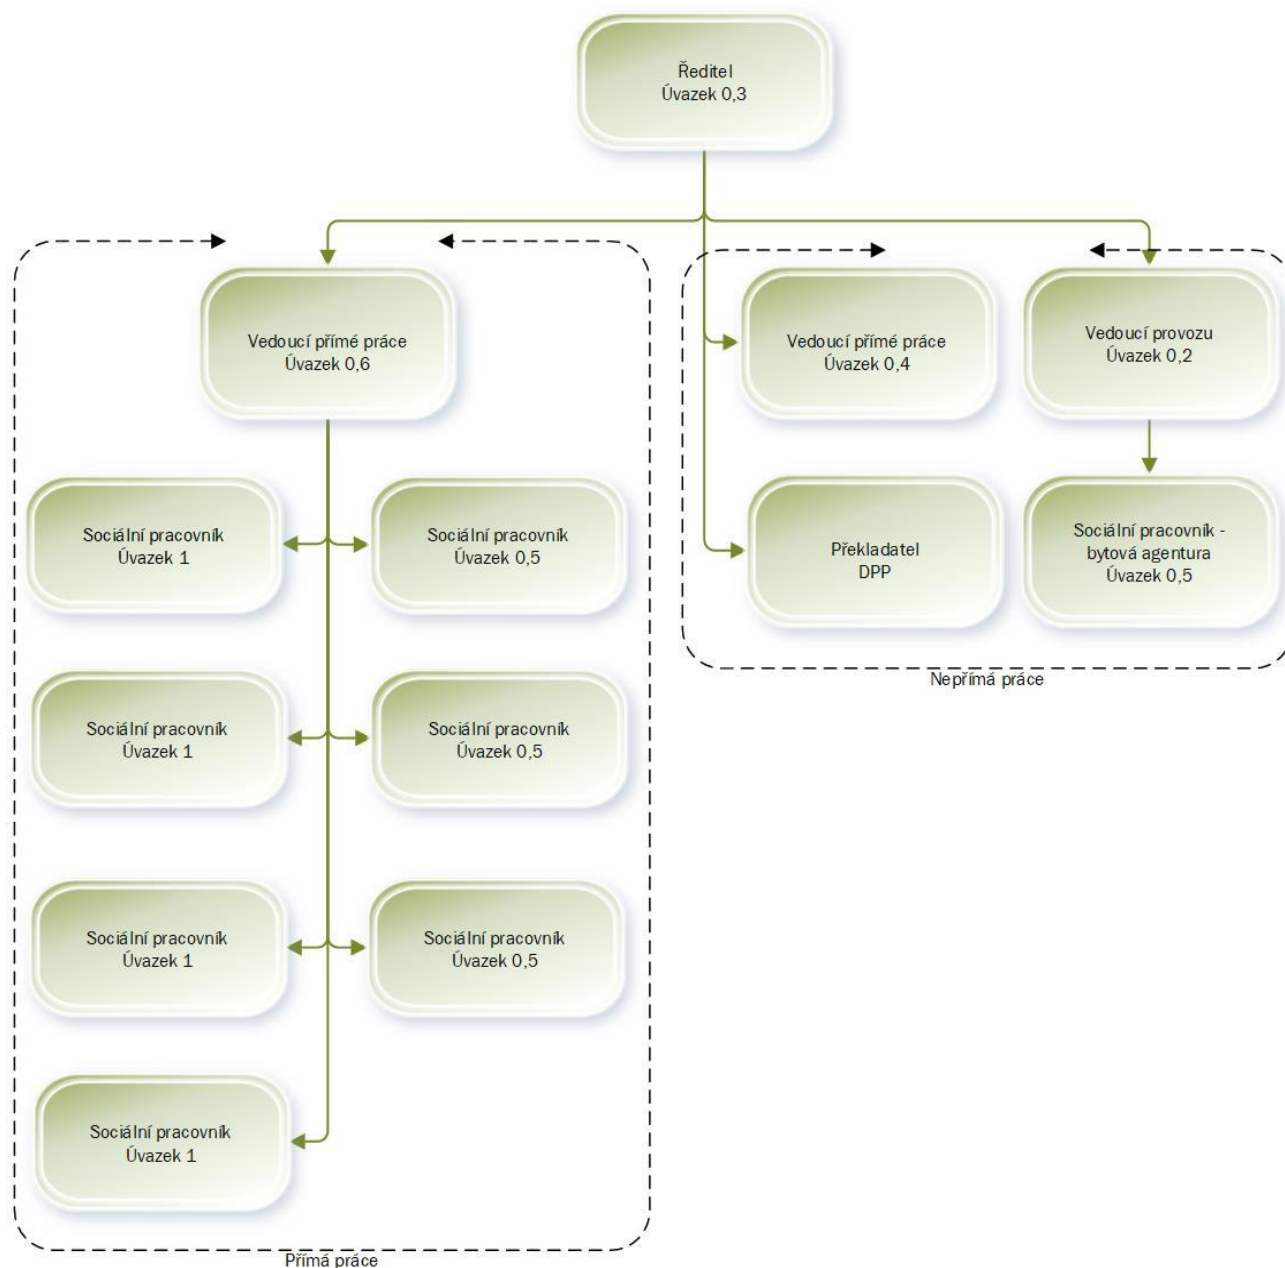 Ředitel
Úvazek 0,3
Vedoucí přímé práce
Úvazek 0,6
Vedoucí přímé práce
Úvazek 0,4
Vedoucí provozu
Úvazek 0,2
Sociální pracovník
Úvazek 1
Sociální pracovník
Úvazek 0,5
Překladatel
DPP
Sociální pracovník -
bytová agentura
Úvazek 0,5
Nepřímá práce
Sociální pracovník
Úvazek 1
Sociální pracovník
Úvazek 0,5
Sociální pracovník
Úvazek 1
Sociální pracovník
Úvazek 0,5
Sociální pracovník
Úvazek 1
Přímá práce